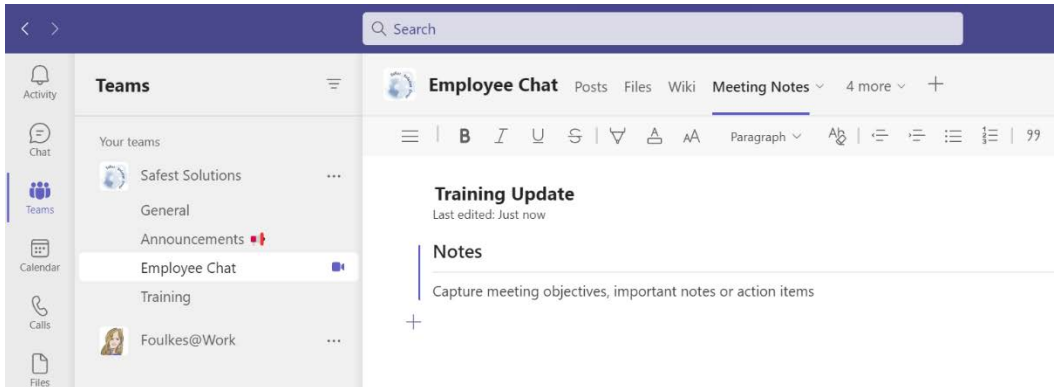 Search
Activity
Chat
Teams
Calendar
Calls
Files
Teams
Your teams
Safest Solutions
General
Announcements
Employee Chat
Training
Foulkes@Work
Employee Chat Posts Files Wiki Meeting Notes 4 more
B I U S A AA Paragraph
Training Update
Last edited: Just now
Notes
Capture meeting objectives, important notes or action items